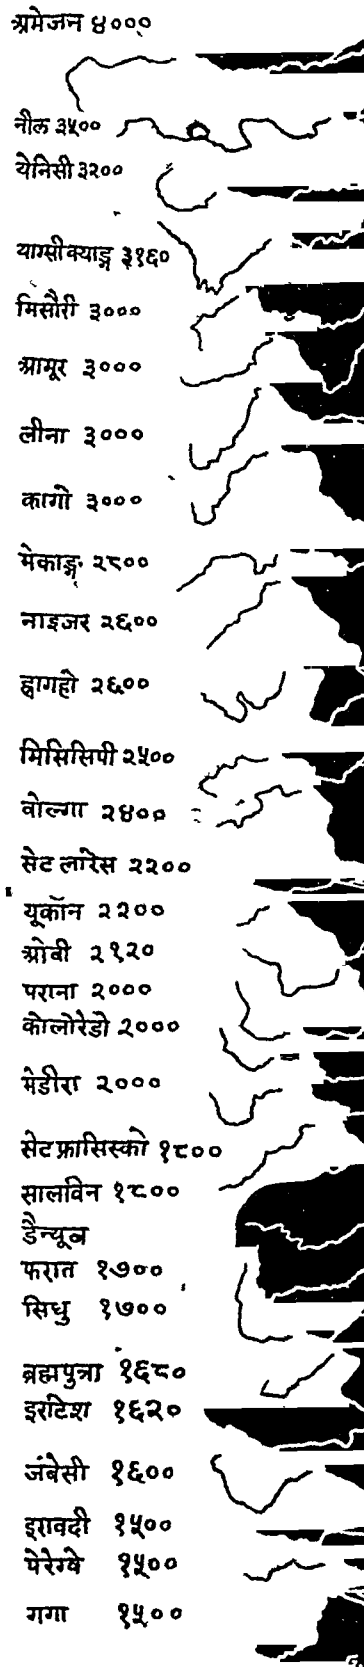 अमेजन ४०००
नील ३५००
येनिसी ३२००
याग्सीक्याङ्ग ३१६०
मिसौरी ३०००
आमूर ३०००
लीना ३०००
कागो ३०००
मेकाङ्ग २८००
नाइजर २६००
ह्वागहो २६००
मिसिसिपी २५००
वोल्गा २४००
सेट लारेस २२००
यूकॉन २२००
ओबी २१२०
पराना २०००
कोलोरेडो २०००
मेडीरा २०००
सेट फ्रासिस्को १८००
सालविन १८००
डैन्यूब
फरात १७००
सिधु १७००
ब्रह्मपुत्रा १६८०
इरटिश १६२०
जंबेसी १६००
इरावदी १५००
पेरेग्वे १५००
गगा १५००